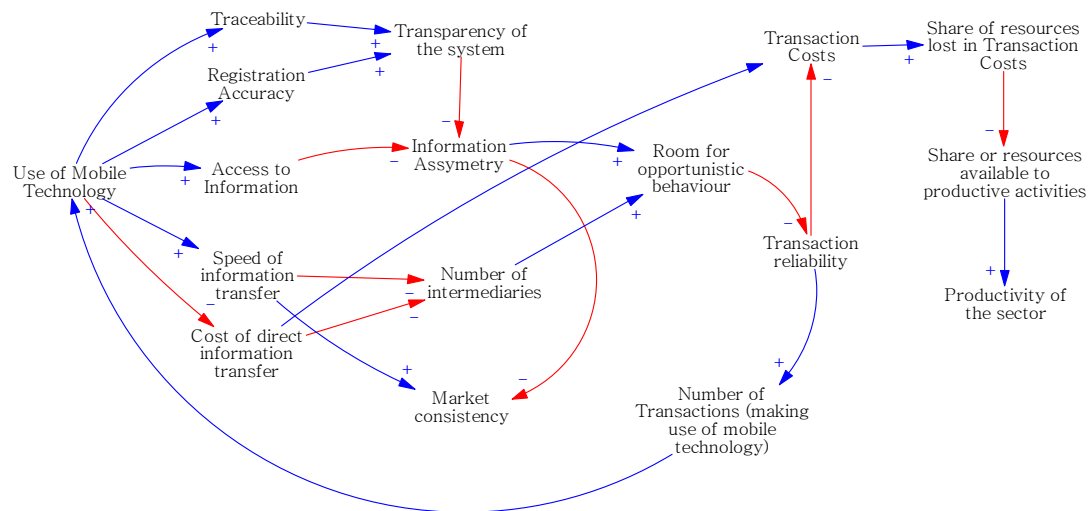 Traceability
+
Transparency of
the system
+
+
Registration
Accuracy
+
Transaction
Costs
+
−
Share of resources
lost in Transaction
Costs
−
Information
Assymetry
−
−
Use of Mobile
Technology
+
Access to
Information
+
Room for
opportunistic
behaviour
+
+
−
Share or resources
available to
productive activities
+
Speed of
information
transfer
+
Number of
intermediaries
−
−
Transaction
reliability
Cost of direct
information
transfer
−
Productivity of
the sector
+
Market
consistency
+
−
Number of
Transactions (making
use of mobile
technology)
+